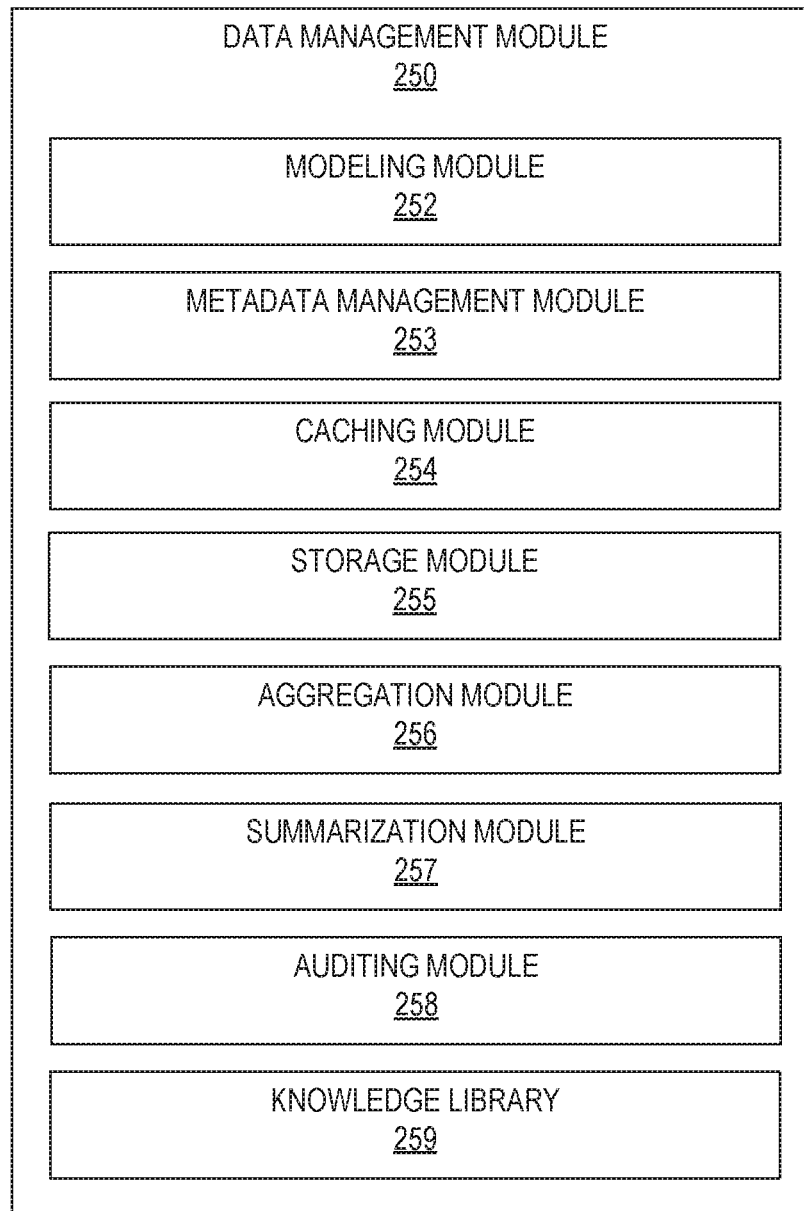 DATA MANAGEMENT MODULE
250
MODELING MODULE
252
METADATA MANAGEMENT MODULE
253
CACHING MODULE
254
STORAGE MODULE
255
AGGREGATION MODULE
256
SUMMARIZATION MODULE
257
AUDITING MODULE
258
KNOWLEDGE LIBRARY
259